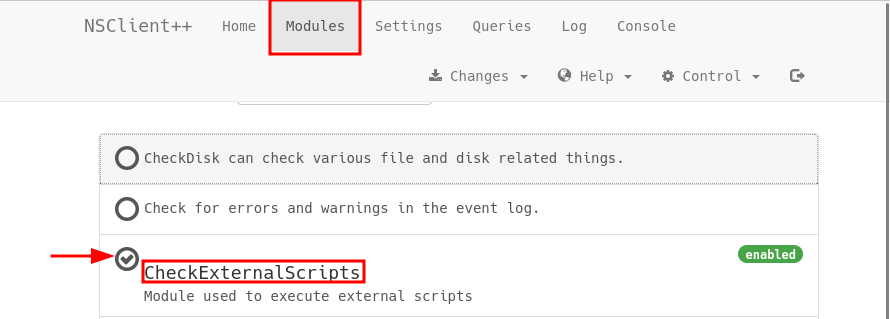 NSClient++ Home Modules Settings Queries Log Console
Changes Help Control
CheckDisk can check various file and disk related things.
Check for errors and warnings in the event log.
enabled
CheckExternalScripts
Module used to execute external scripts